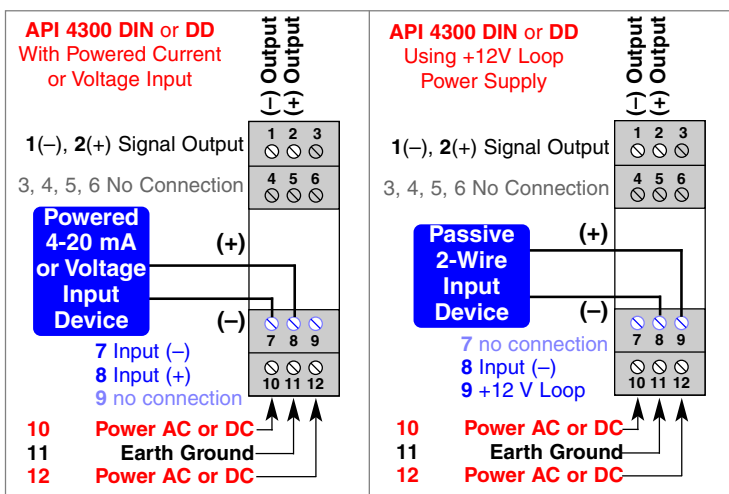 API 4300 DIN or DD
With Powered Current
or Voltage Input
(–) Output
(+) Output
1 2 3
1(–), 2(+) Signal Output
4 5 6
3, 4, 5, 6 No Connection
Powered
4-20 mA
or Voltage
Input
Device
(+)
(–)
7 8 9
7 Input (–)
8 Input (+)
9 no connection
10 11 12
10 Power AC or DC
11 Earth Ground
12 Power AC or DC
API 4300 DIN or DD
Using +12V Loop
Power Supply
(–) Output
(+) Output
1 2 3
1(–), 2(+) Signal Output
4 5 6
3, 4, 5, 6 No Connection
Passive
2-Wire
Input
Device
(+)
(–)
7 8 9
7 no connection
8 Input (–)
9 +12 V Loop
10 11 12
10 Power AC or DC
11 Earth Ground
12 Power AC or DC